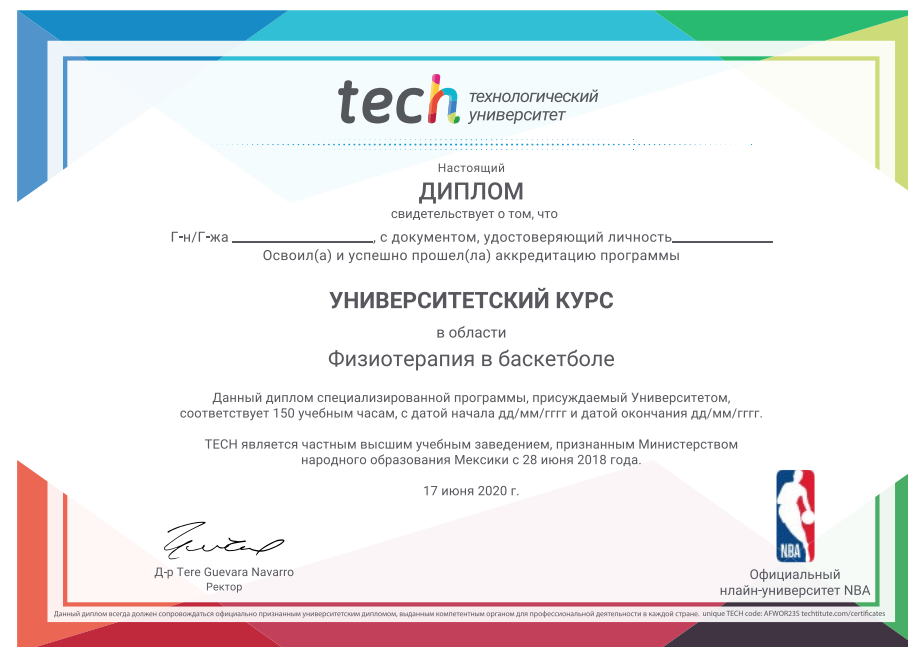 tech технологический
университет
Настоящий
ДИПЛОМ
свидетельствует о том, что
Г-н/Г-жа ________________, с документом, удостоверяющий личность____________
Освоил(а) и успешно прошел(ла) аккредитацию программы
УНИВЕРСИТЕТСКИЙ КУРС
в области
Физиотерапия в баскетболе
Данный диплом специализированной программы, присуждаемый Университетом,
соответствует 150 учебным часам, с датой начала дд/мм/гггг и датой окончания дд/мм/гггг.
TECH является частным высшим учебным заведением, признанным Министерством
народного образования Мексики с 28 июня 2018 года.
17 июня 2020 г.
NBA
Д-р Tere Guevara Navarro
Ректор
Официальный
нлайн-университет NBA
Данный диплом всегда должен сопровождаться официально признанным университетским дипломом, выданным компетентным органом для профессиональной деятельности в каждой стране. unique TECH code: AFWOR23S techtitute.com/certificates